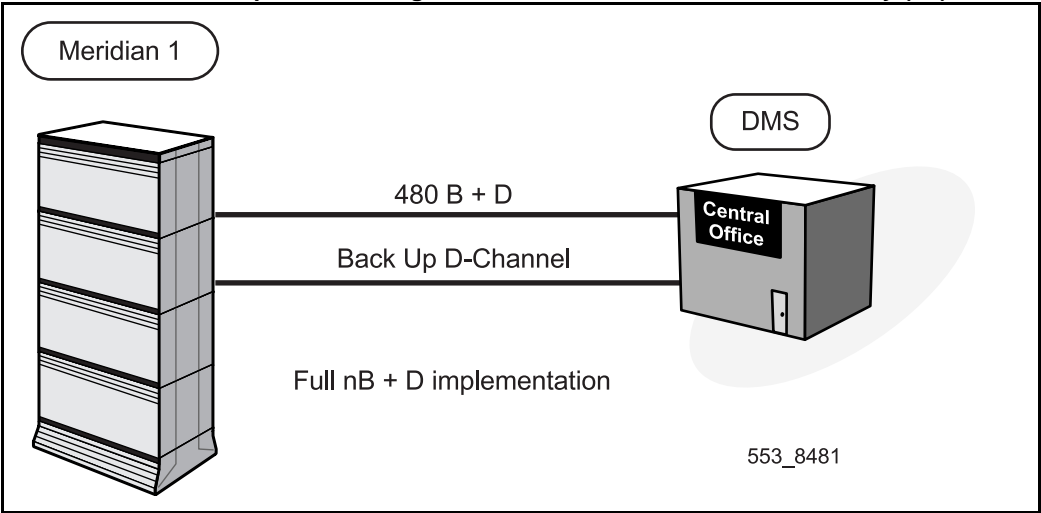 Meridian 1
DMS
480 B + D
Central
Office
Back Up D-Channel
Full nB + D implementation
553_8481